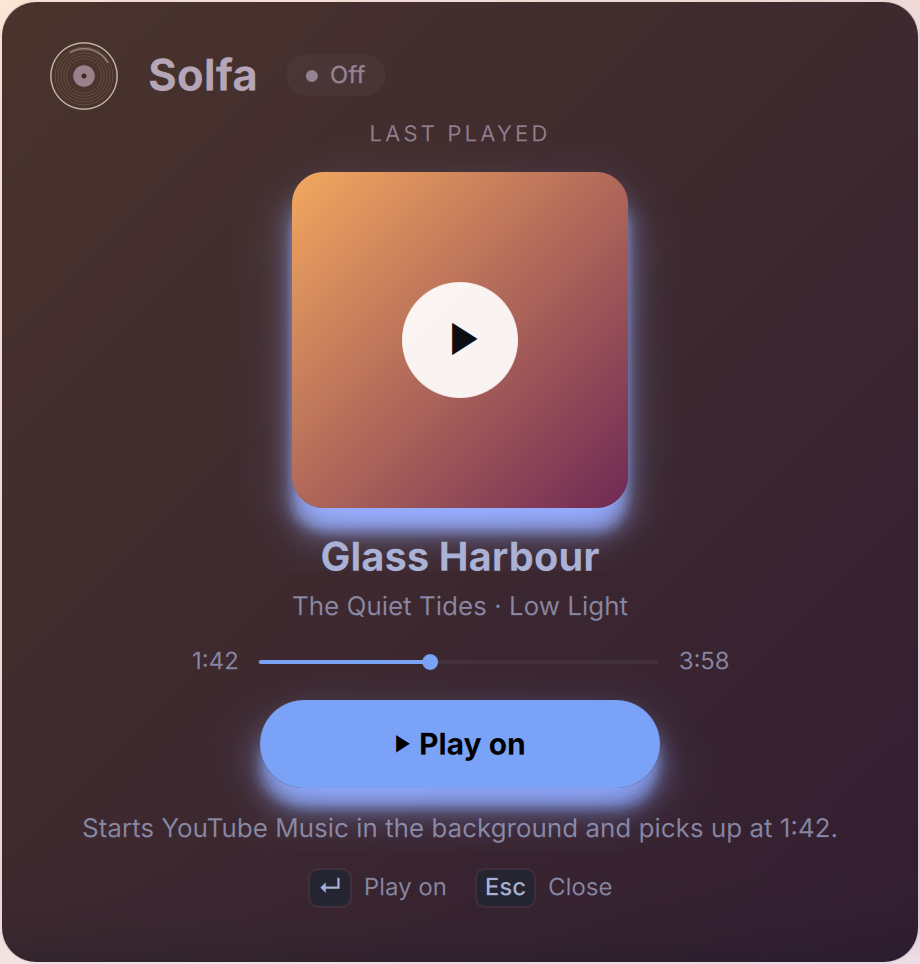 Solfa
Off
LAST PLAYED
Glass Harbour
The Quiet Tides · Low Light
1:42
3:58
Play on
Starts YouTube Music in the background and picks up at 1:42.
Play on
Esc Close